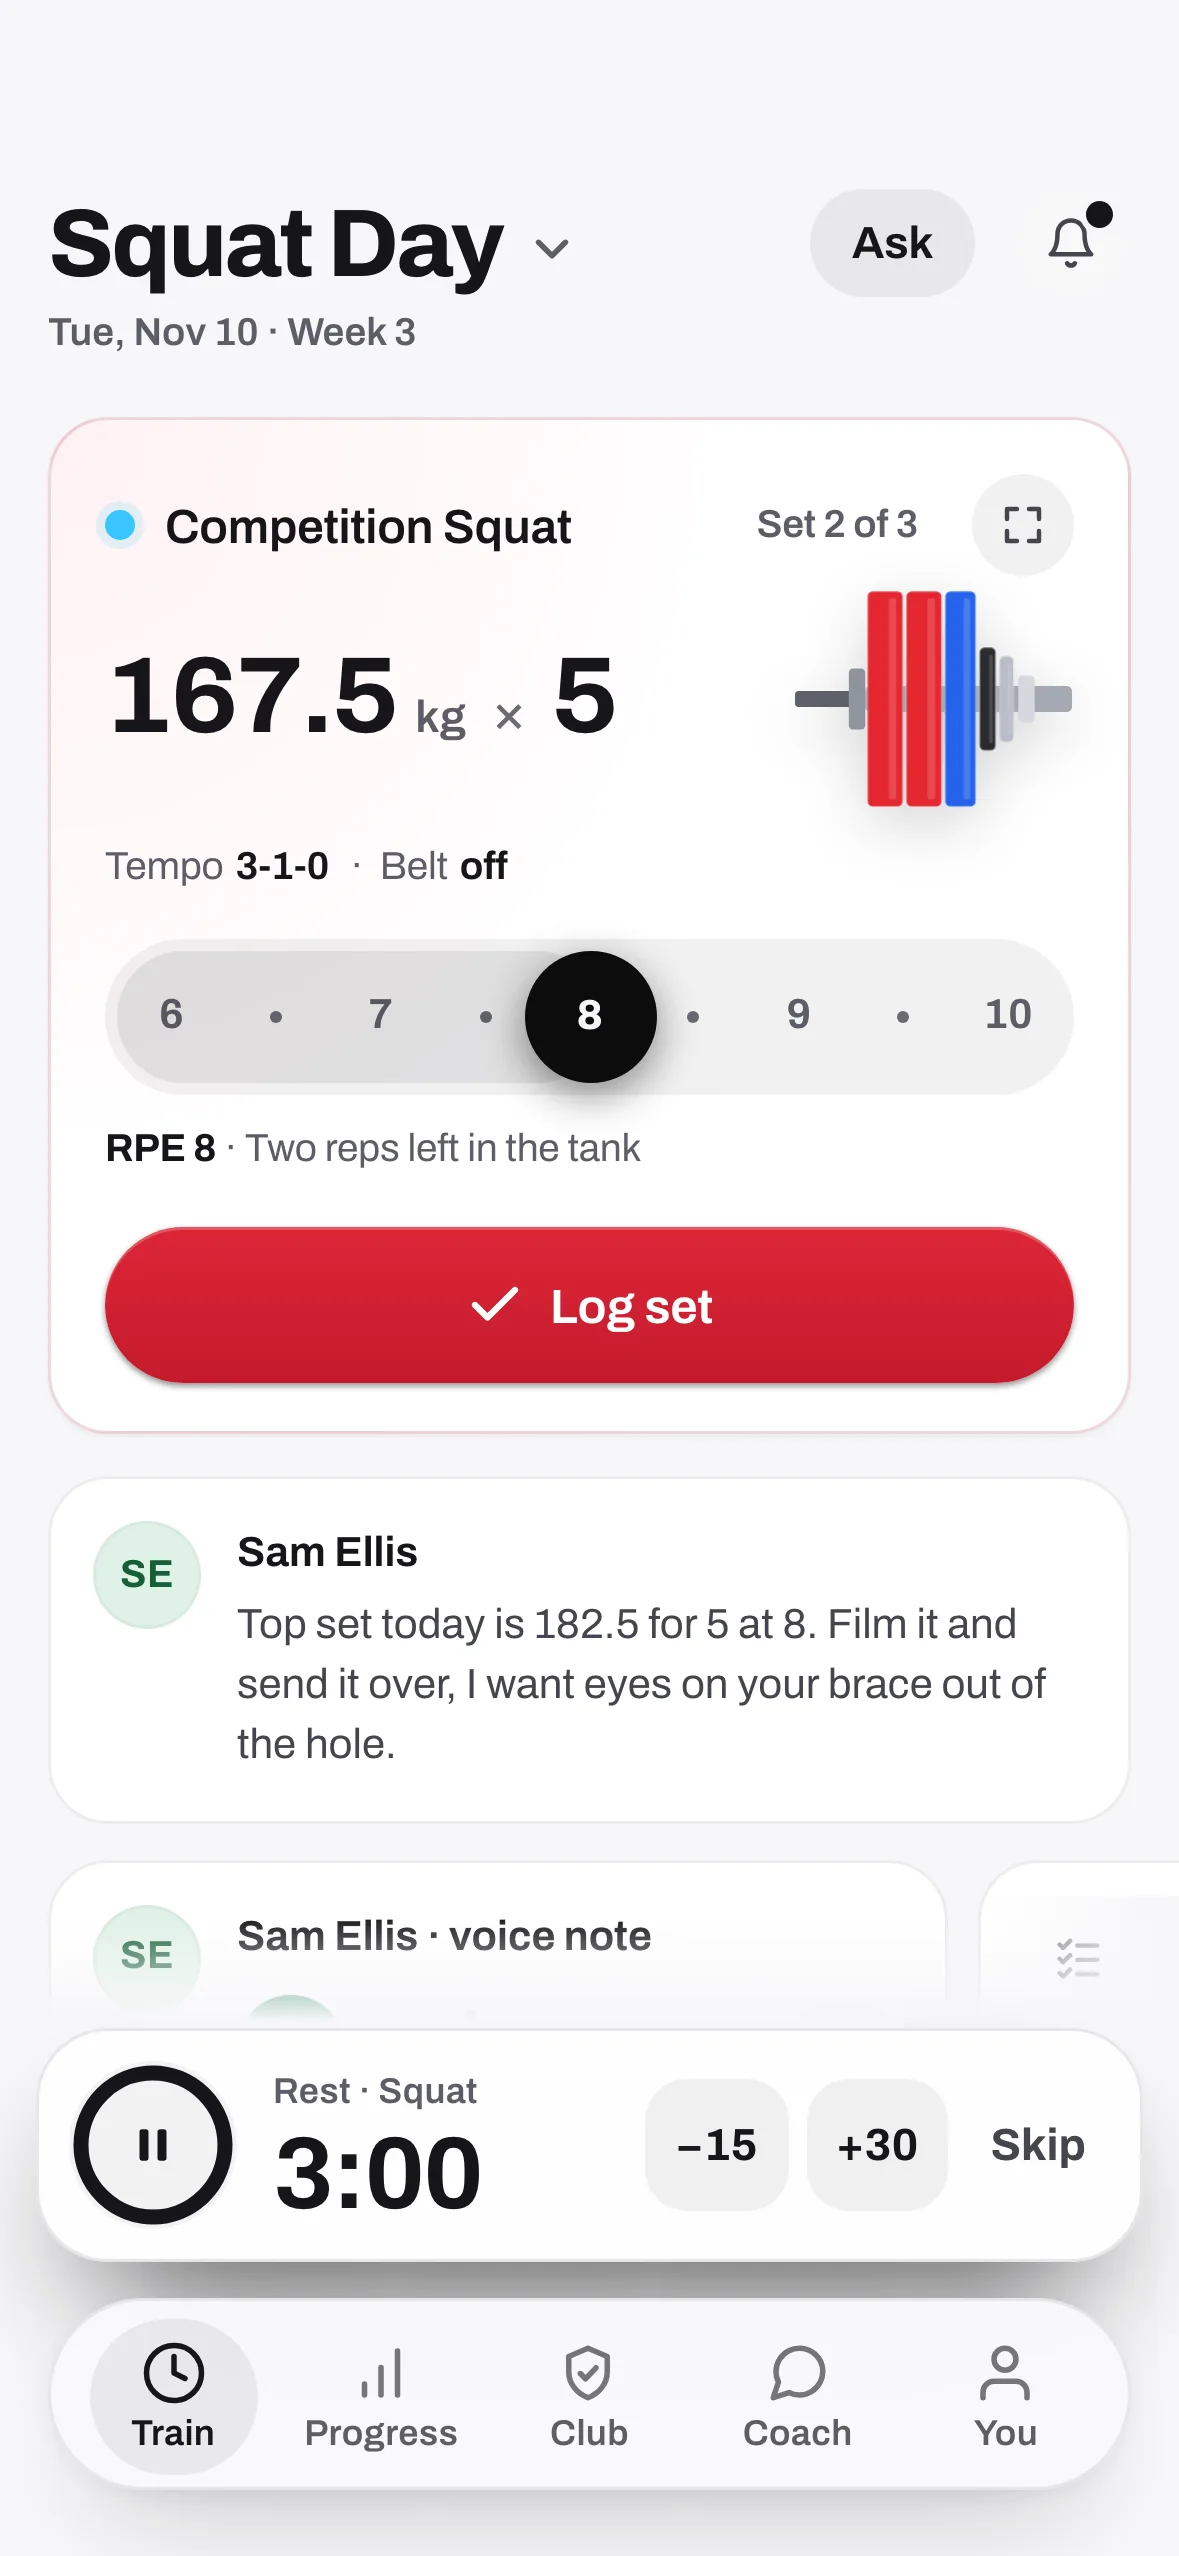 Squat Day
Ask
Tue, Nov 10 · Week 3
Competition Squat
Set 2 of 3
167.5 kg × 5
Tempo 3-1-0 · Belt off
6 • 7 • 8 • 9 • 10
RPE 8 · Two reps left in the tank
Log set
SE
Sam Ellis
Top set today is 182.5 for 5 at 8. Film it and
send it over, I want eyes on your brace out of
the hole.
SE
Sam Ellis · voice note
Rest · Squat
3:00
−15
+30
Skip
Train
Progress
Club
Coach
You